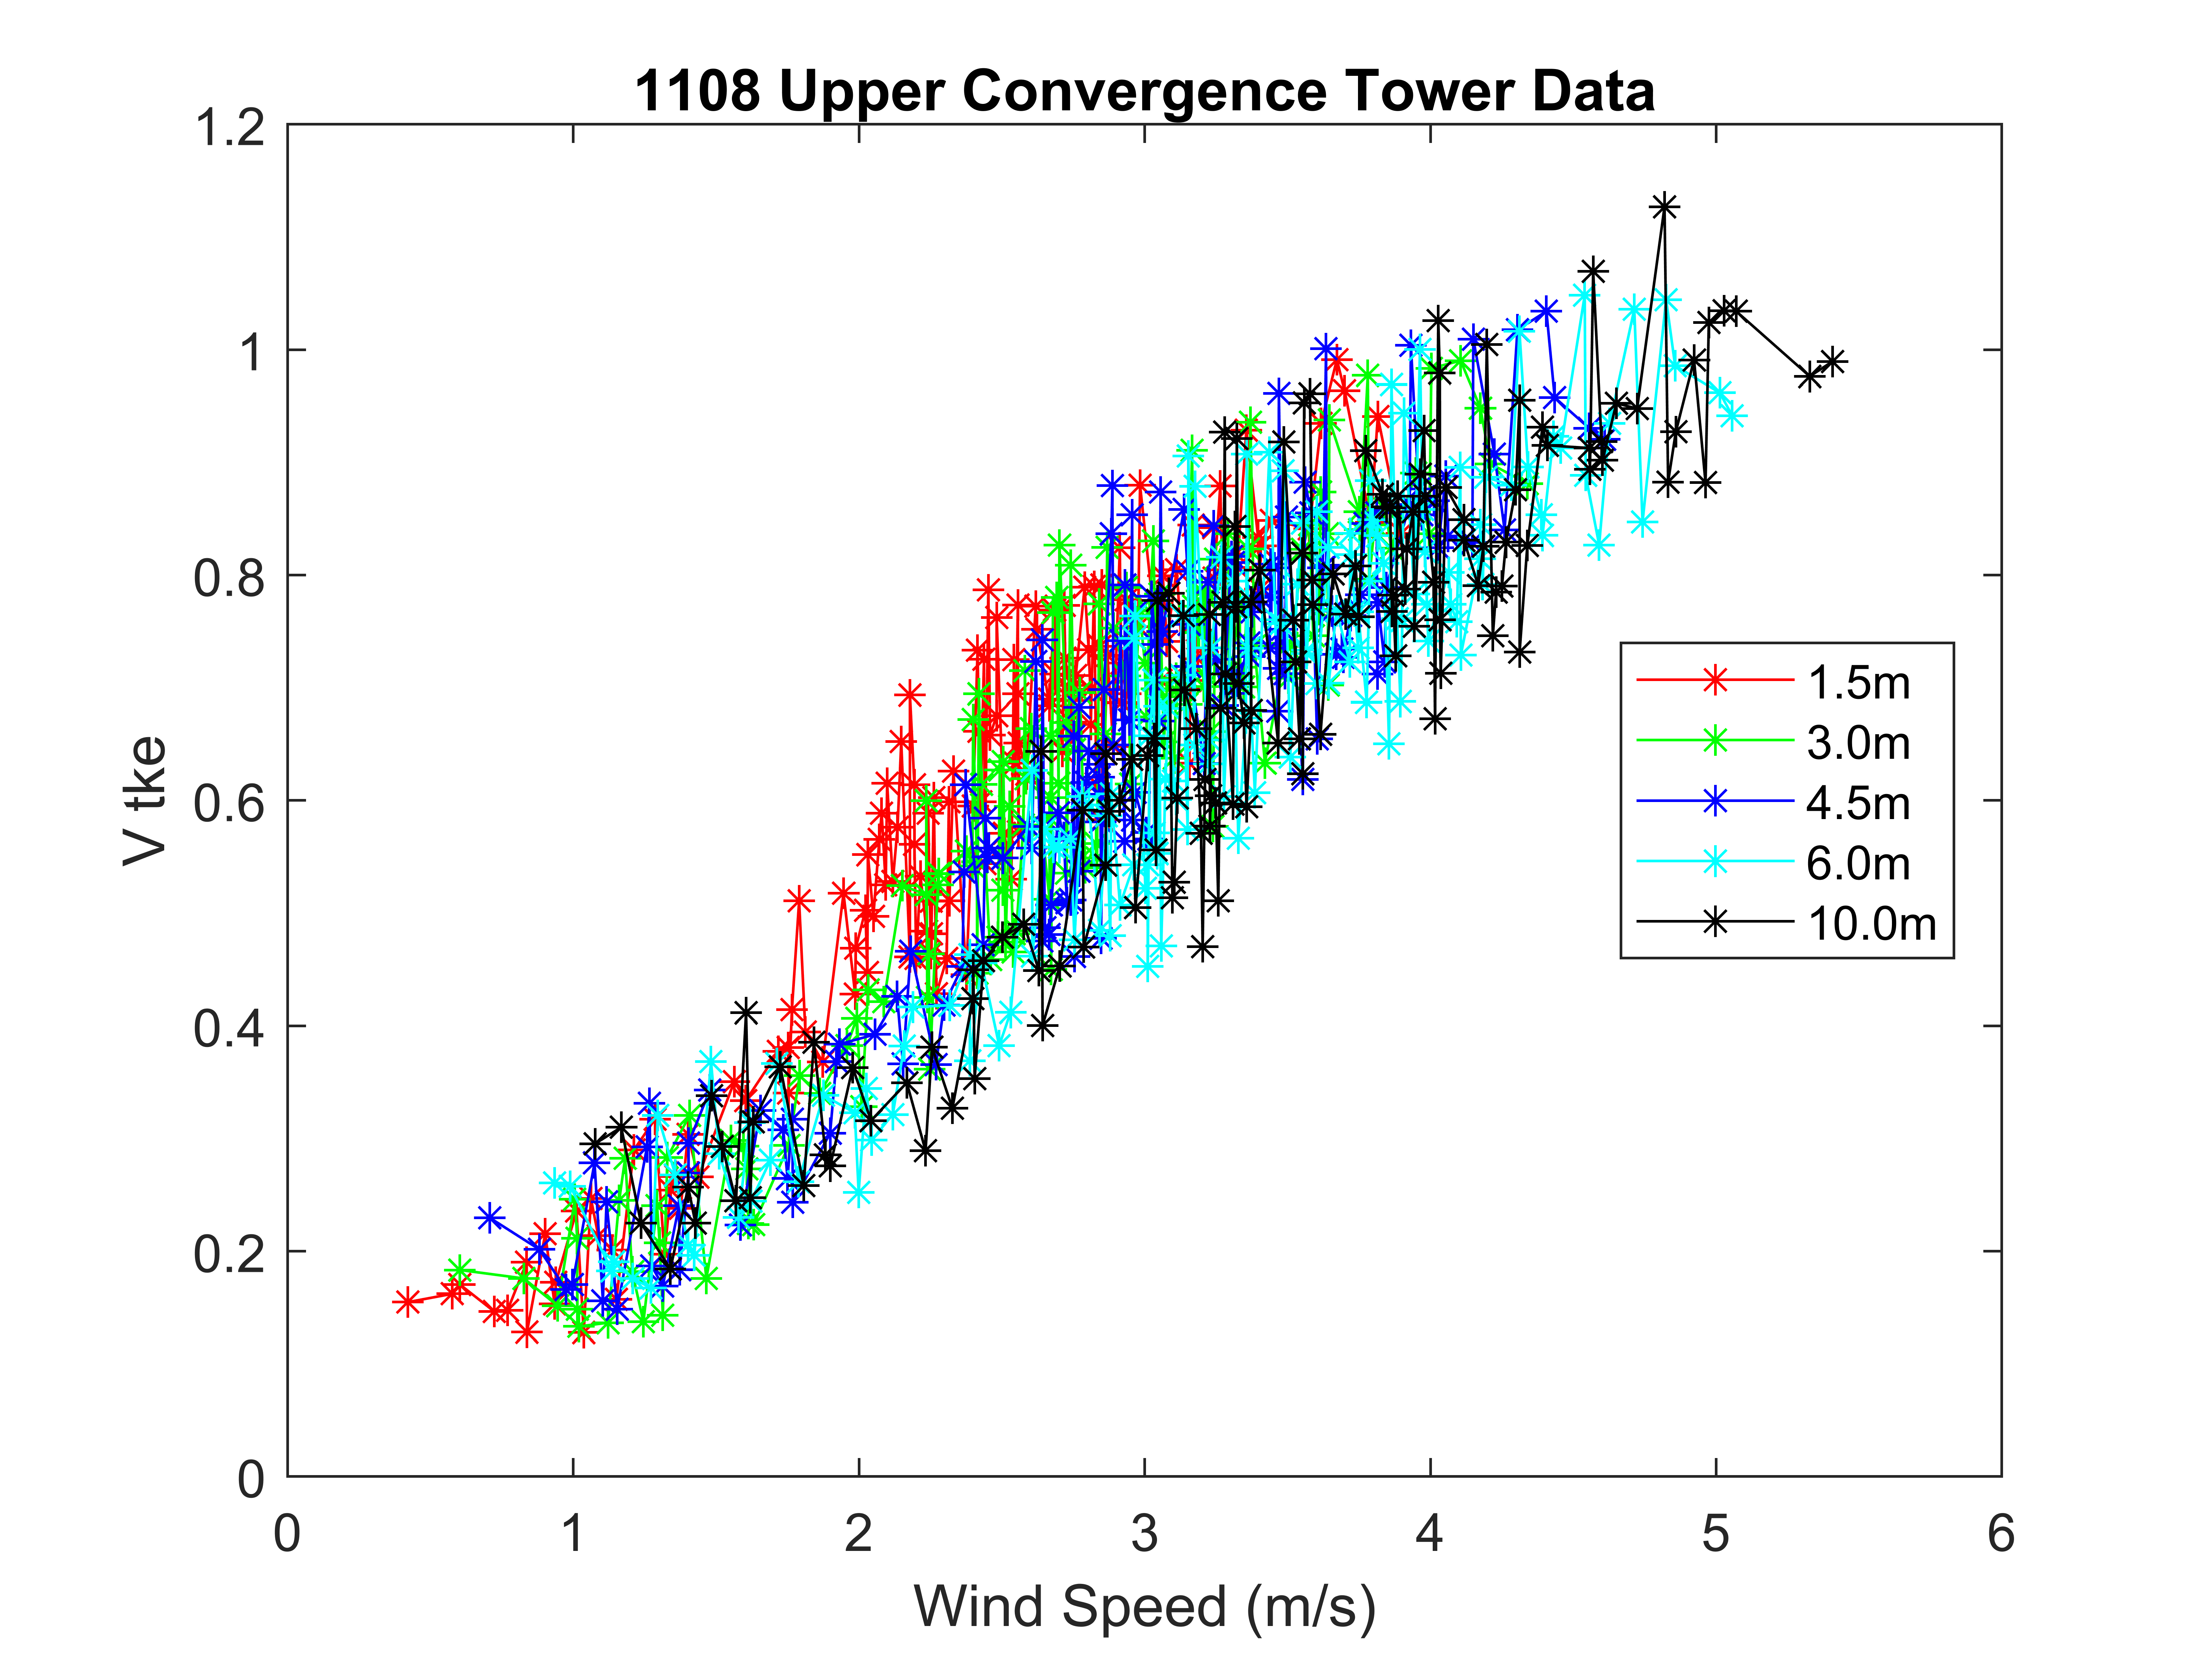 1108 Upper Convergence Tower Data
1.2
1
0.8
0.6
0.4
0.2
0
V tke
1.5m
3.0m
4.5m
6.0m
10.0m
0 1 2 3 4 5 6
Wind Speed (m/s)